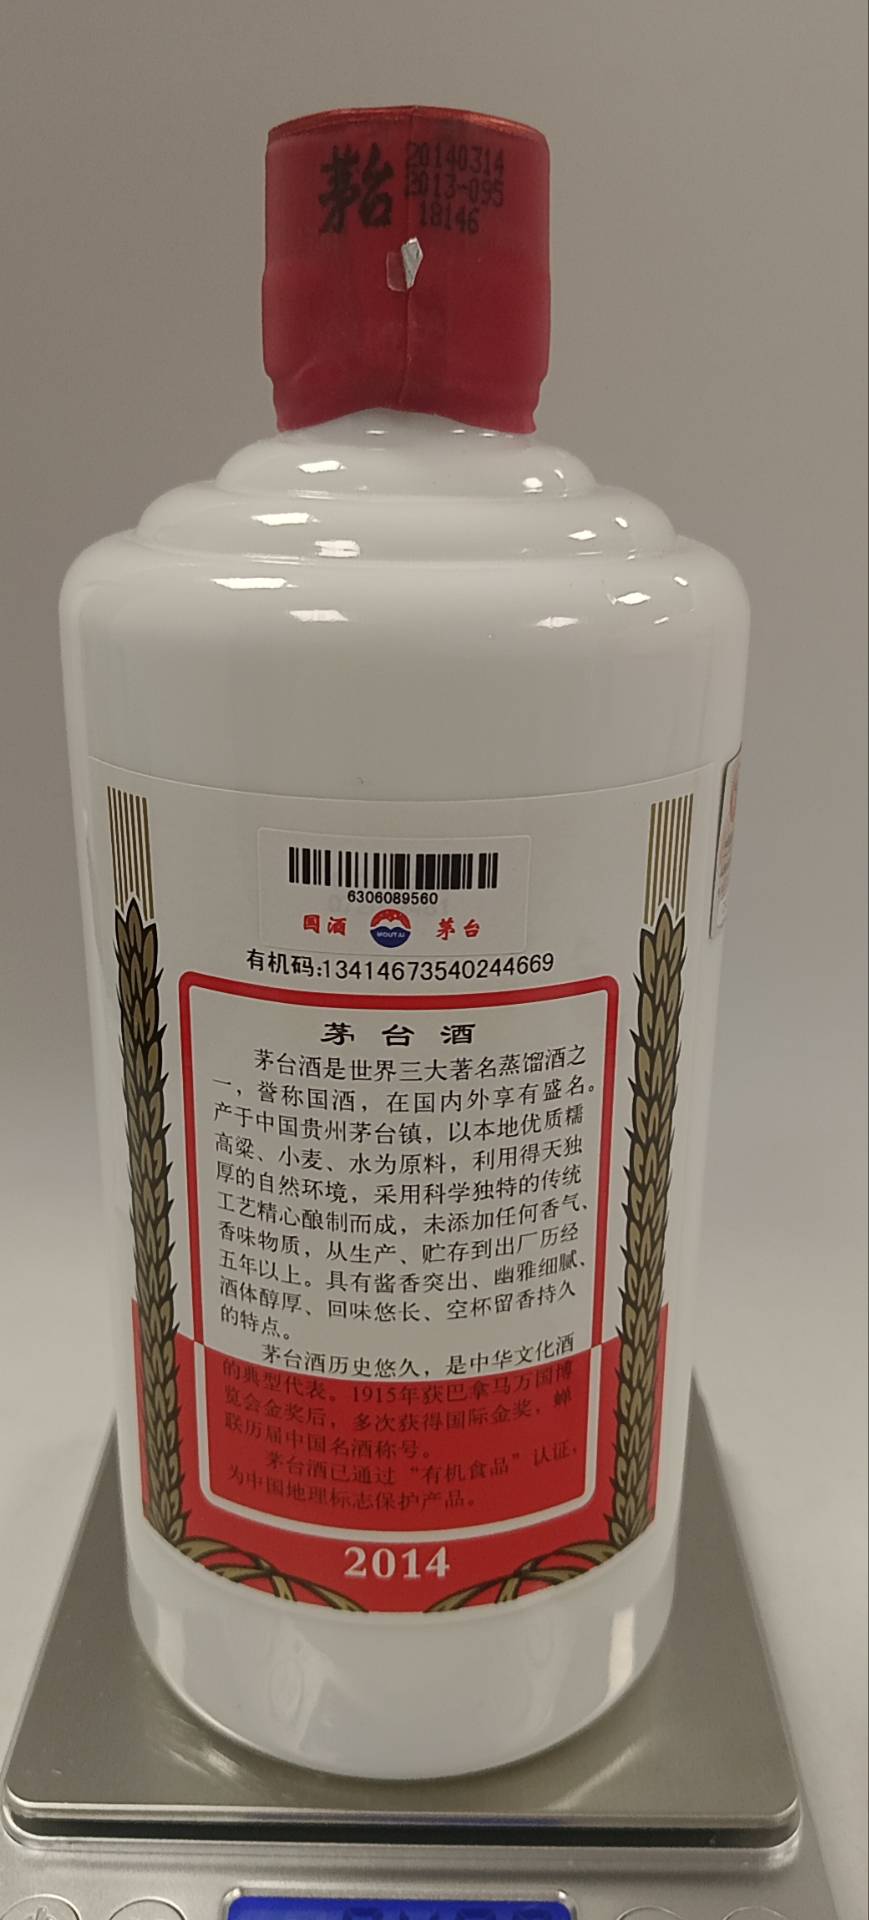 茅台
20140314
2013-095
18146
6306089560
国酒 MOUTAI 茅台
有机码:13414673540244669
茅台酒
茅台酒是世界三大著名蒸馏酒之
一，誉称国酒，在国内外享有盛名。
产于中国贵州茅台镇，以本地优质糯
高粱、小麦、水为原料，利用得天独
厚的自然环境，采用科学独特的传统
工艺精心酿制而成，未添加任何香气、
香味物质，从生产、贮存到出厂历经
五年以上。具有酱香突出、幽雅细腻、
酒体醇厚、回味悠长、空杯留香持久
的特点。
茅台酒历史悠久，是中华文化酒
的典型代表。1915年获巴拿马万国博
览会金奖后，多次获得国际金奖，蝉
联历届中国名酒称号。
茅台酒已通过“有机食品”认证，
为中国地理标志保护产品。
2014